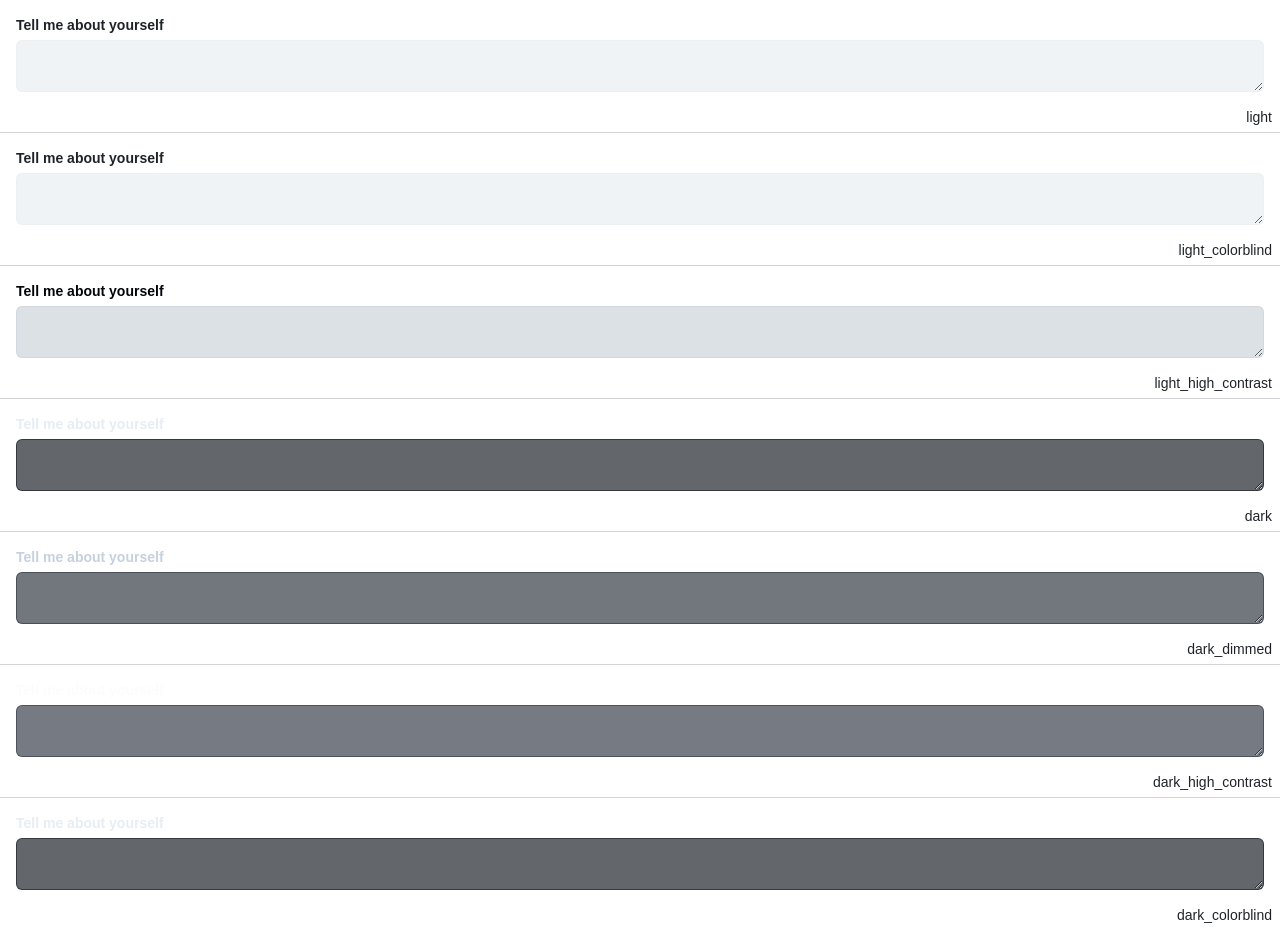 Tell me about yourself
light
Tell me about yourself
light_colorblind
Tell me about yourself
light_high_contrast
Tell me about yourself
dark
Tell me about yourself
dark_dimmed
Tell me about yourself
dark_high_contrast
Tell me about yourself
dark_colorblind